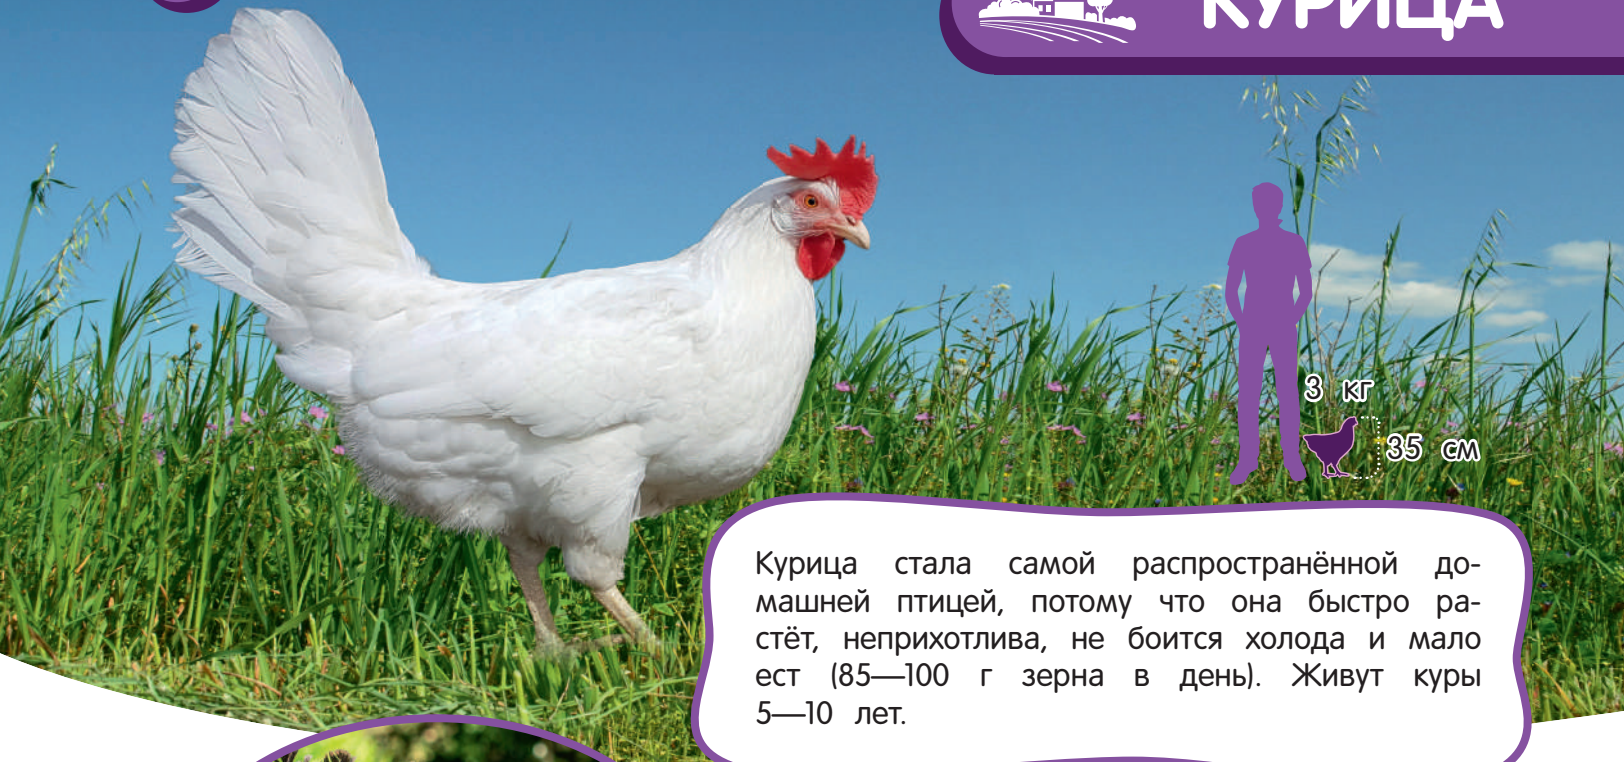 КУРИЦА
3 кг
35 см
Курица стала самой распространённой до-
машней птицей, потому что она быстро ра-
стёт, неприхотлива, не боится холода и мало
ест (85—100 г зерна в день). Живут куры
5—10 лет.